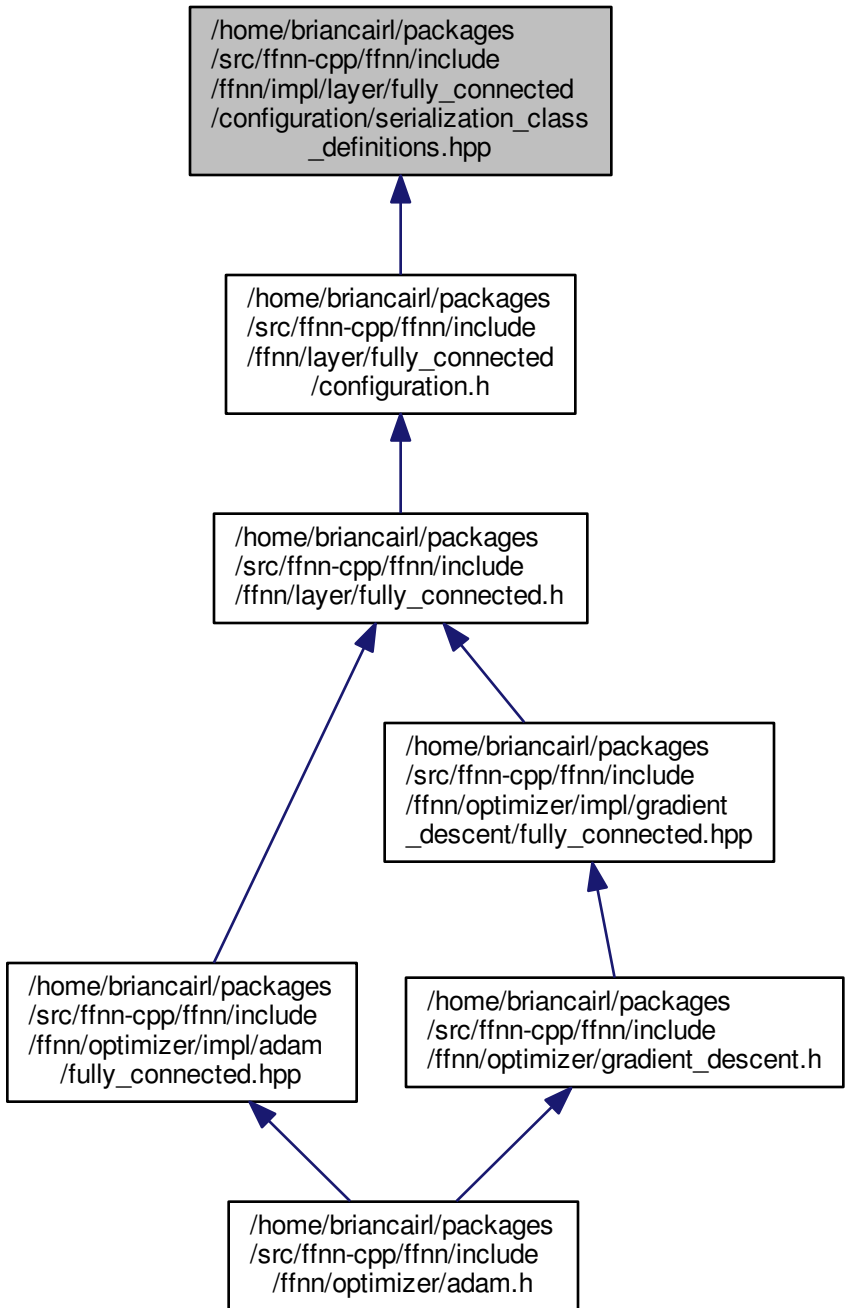 /home/briancairl/packages
/src/ffnn-cpp/ffnn/include
/ffnn/impl/layer/fully_connected
/configuration/serialization_class
_definitions.hpp
/home/briancairl/packages
/src/ffnn-cpp/ffnn/include
/ffnn/layer/fully_connected
/configuration.h
/home/briancairl/packages
/src/ffnn-cpp/ffnn/include
/ffnn/layer/fully_connected.h
/home/briancairl/packages
/src/ffnn-cpp/ffnn/include
/ffnn/optimizer/impl/gradient
_descent/fully_connected.hpp
/home/briancairl/packages
/src/ffnn-cpp/ffnn/include
/ffnn/optimizer/impl/adam
/fully_connected.hpp
/home/briancairl/packages
/src/ffnn-cpp/ffnn/include
/ffnn/optimizer/gradient_descent.h
/home/briancairl/packages
/src/ffnn-cpp/ffnn/include
/ffnn/optimizer/adam.h